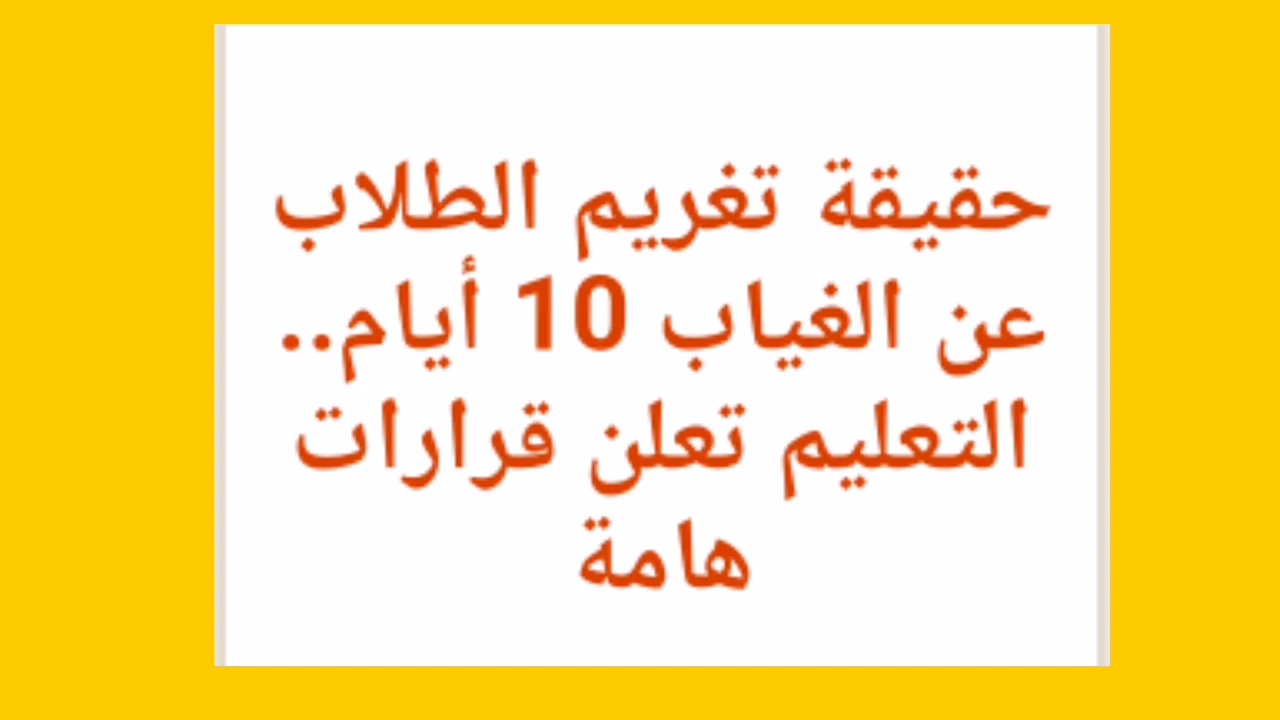 حقيقة تغريم الطلاب
عن الغياب 10 أيام..
التعليم تعلن قرارات
هامة